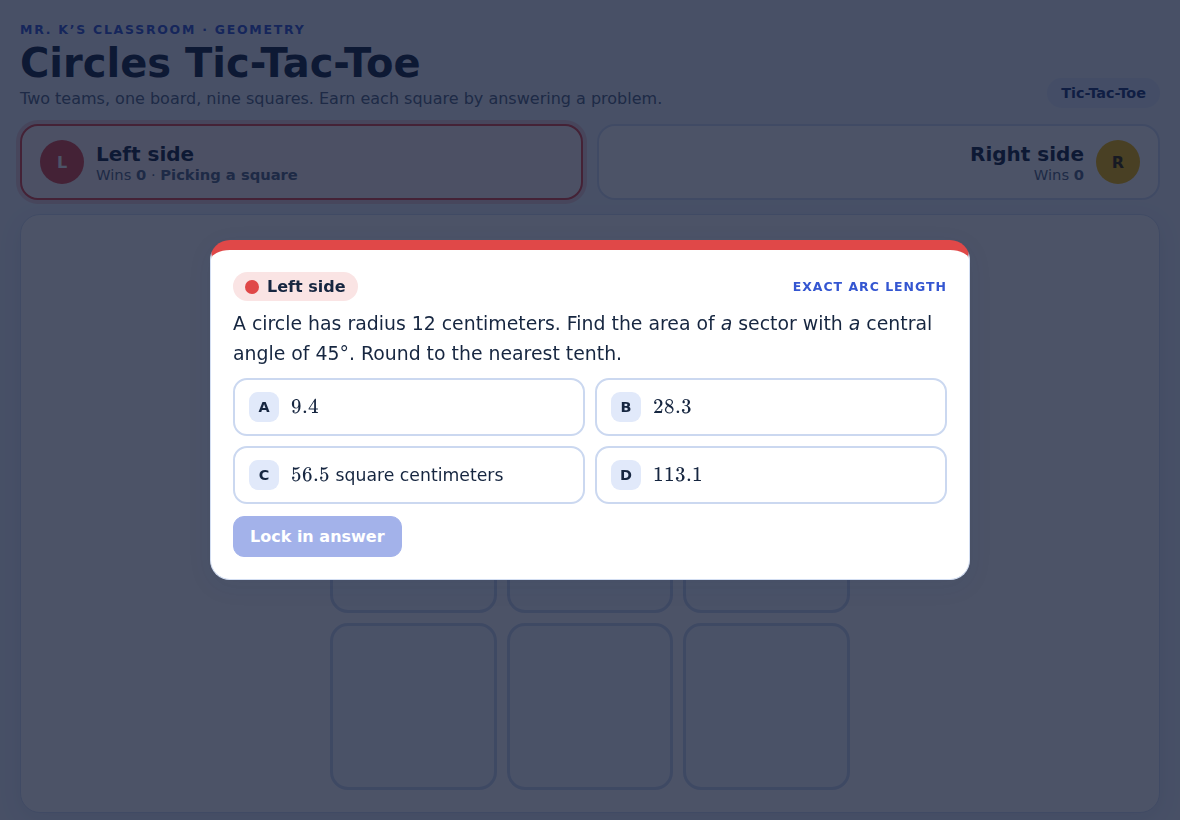 MR. K’S CLASSROOM · GEOMETRY
Circles Tic-Tac-Toe
Two teams, one board, nine squares. Earn each square by answering a problem.
Tic-Tac-Toe
L
Left side
Wins 0 · Picking a square
Right side
Wins 0
R
Left side
EXACT ARC LENGTH
A circle has radius 12 centimeters. Find the area of a sector with a central
angle of 45°. Round to the nearest tenth.
A 9.4
B 28.3
C 56.5 square centimeters
D 113.1
Lock in answer